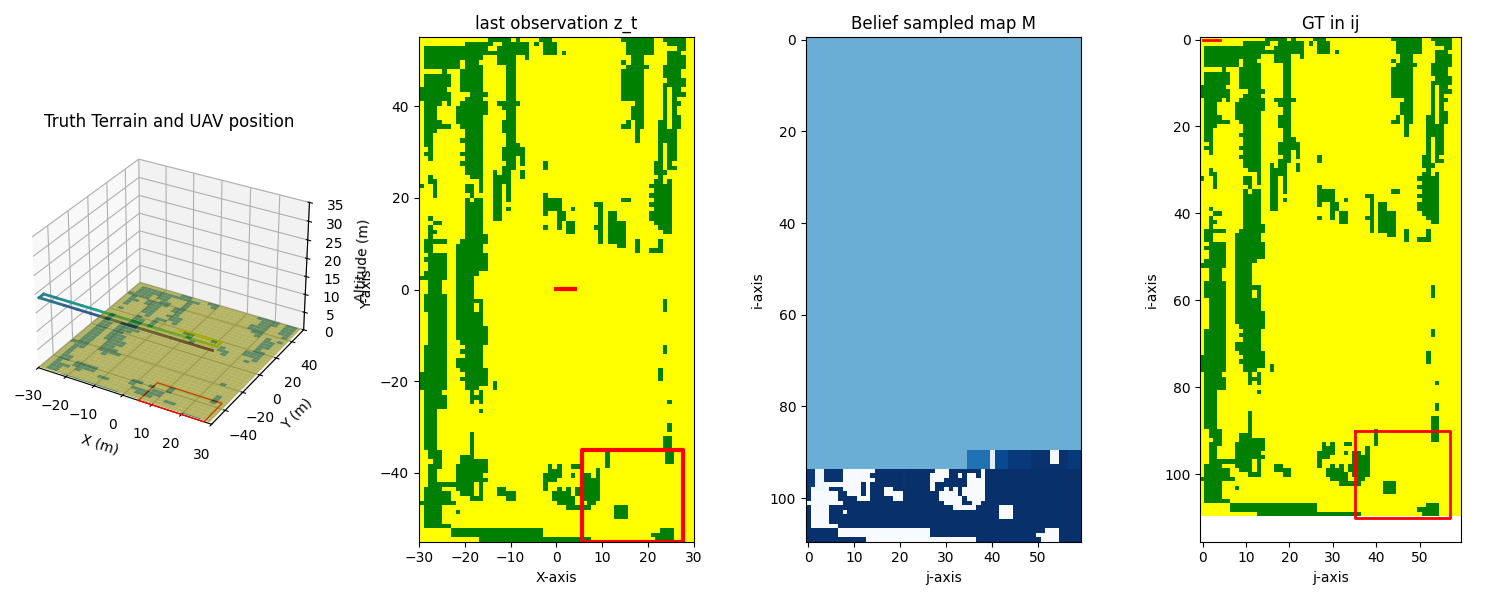 Truth Terrain and UAV position
35
30
25
20
15
10
5
0
Altitude (m)
−30
−20
−10
0
10
20
30
X (m)
−40
−20
0
20
40
Y (m)
last observation z_t
40
20
0
−20
−40
Y-axis
−30 −20 −10 0 10 20 30
X-axis
Belief sampled map M
0
20
40
60
80
100
i-axis
0 10 20 30 40 50
j-axis
GT in ij
0
20
40
60
80
100
i-axis
0 10 20 30 40 50
j-axis